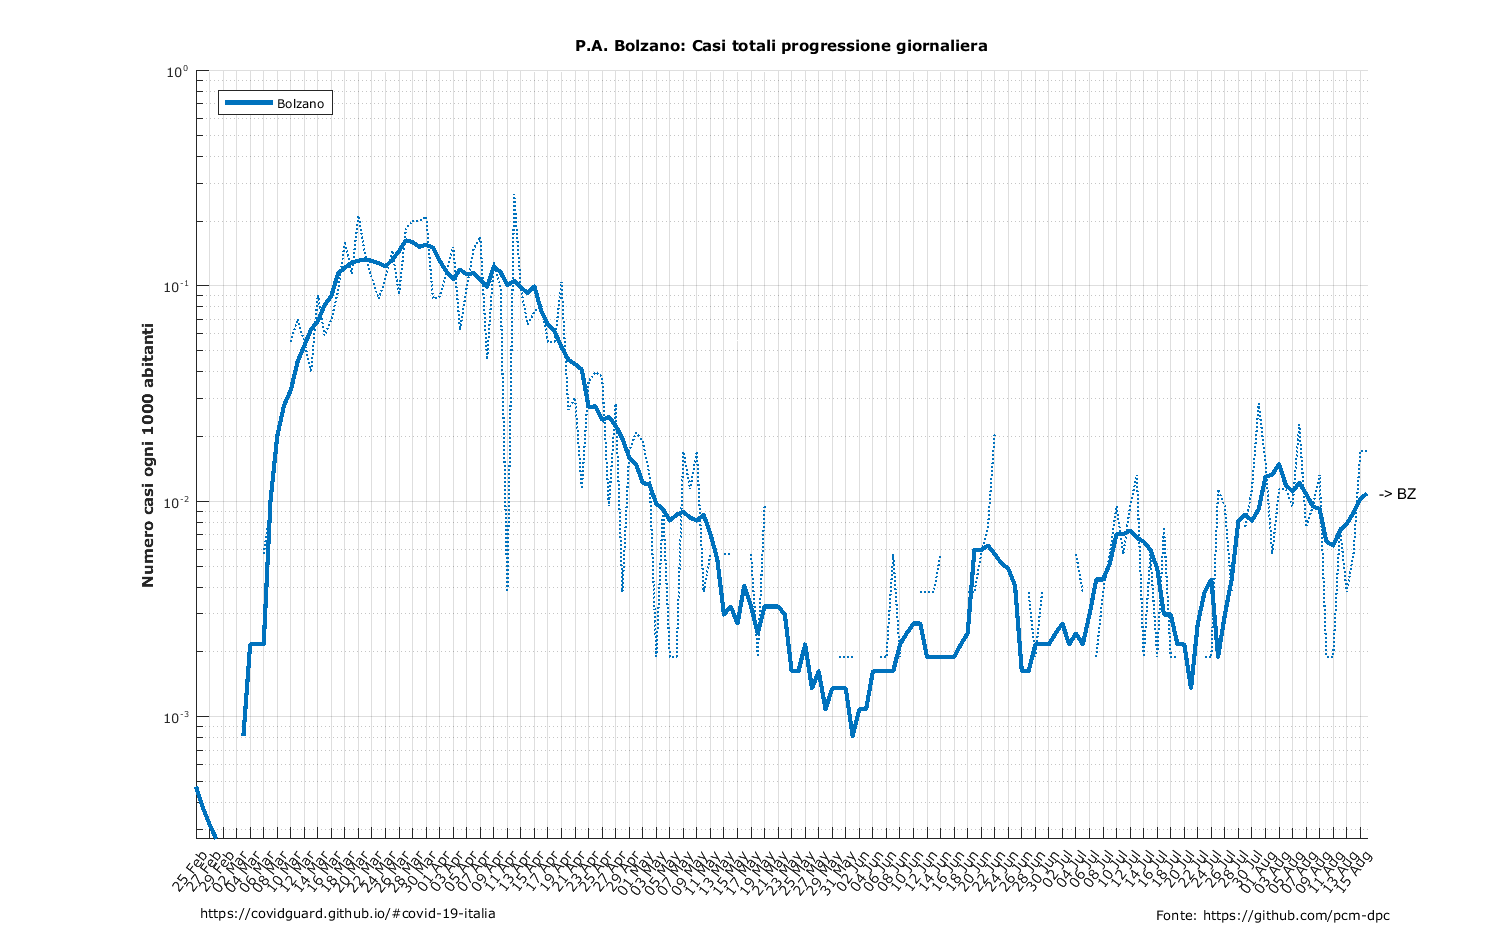 P.A. Bolzano: Casi totali progressione giornaliera
Numero casi ogni 1000 abitanti
10⁰
10⁻¹
10⁻²
10⁻³
Bolzano
-> BZ
25 Feb
27 Feb
29 Feb
02 Mar
04 Mar
06 Mar
08 Mar
10 Mar
12 Mar
14 Mar
16 Mar
18 Mar
20 Mar
22 Mar
24 Mar
26 Mar
28 Mar
30 Mar
01 Apr
03 Apr
05 Apr
07 Apr
09 Apr
11 Apr
13 Apr
15 Apr
17 Apr
19 Apr
21 Apr
23 Apr
25 Apr
27 Apr
29 Apr
01 May
03 May
05 May
07 May
09 May
11 May
13 May
15 May
17 May
19 May
21 May
23 May
25 May
27 May
29 May
31 May
02 Jun
04 Jun
06 Jun
08 Jun
10 Jun
12 Jun
14 Jun
16 Jun
18 Jun
20 Jun
22 Jun
24 Jun
26 Jun
28 Jun
30 Jun
02 Jul
04 Jul
06 Jul
08 Jul
10 Jul
12 Jul
14 Jul
16 Jul
18 Jul
20 Jul
22 Jul
24 Jul
26 Jul
28 Jul
30 Jul
01 Aug
03 Aug
05 Aug
07 Aug
09 Aug
11 Aug
13 Aug
15 Aug
https://covidguard.github.io/#covid-19-italia
Fonte: https://github.com/pcm-dpc